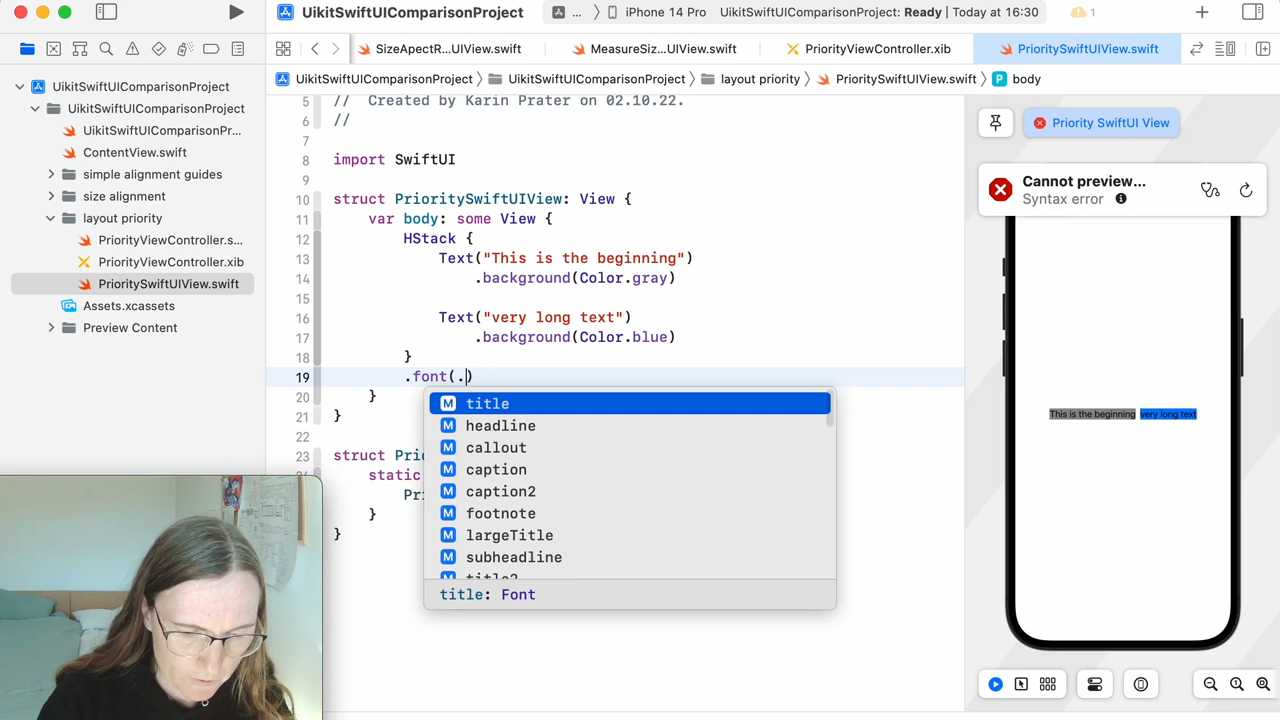 UikitSwiftUIComparisonProject
... iPhone 14 Pro UikitSwiftUIComparisonProject: Ready | Today at 16:30 1
SizeApectR...UIView.swift MeasureSiz...UIView.swift PriorityViewController.xib PrioritySwiftUIView.swift
UikitSwiftUIComparisonProject UikitSwiftUIComparisonProject layout priority PrioritySwiftUIView.swift P body
UikitSwiftUIComparisonProject
UikitSwiftUIComparisonProject
UikitSwiftUIComparisonPr...
ContentView.swift
simple alignment guides
size alignment
layout priority
PriorityViewController.s...
PriorityViewController.xib
PrioritySwiftUIView.swift
Assets.xcassets
Preview Content
5 // Created by Karin Prater on 02.10.22.
6 //
7
8 import SwiftUI
9
10 struct PrioritySwiftUIView: View {
11 var body: some View {
12 HStack {
13 Text("This is the beginning")
14 .background(Color.gray)
15
16 Text("very long text")
17 .background(Color.blue)
18 }
19 .font(.)
20 }
21 }
22
23 struct Pri
static
Pr
}
}
M title
M headline
M callout
M caption
M caption2
M footnote
M largeTitle
M subheadline
M title2
title: Font
Priority SwiftUI View
Cannot preview...
Syntax error
This is the beginning very long text